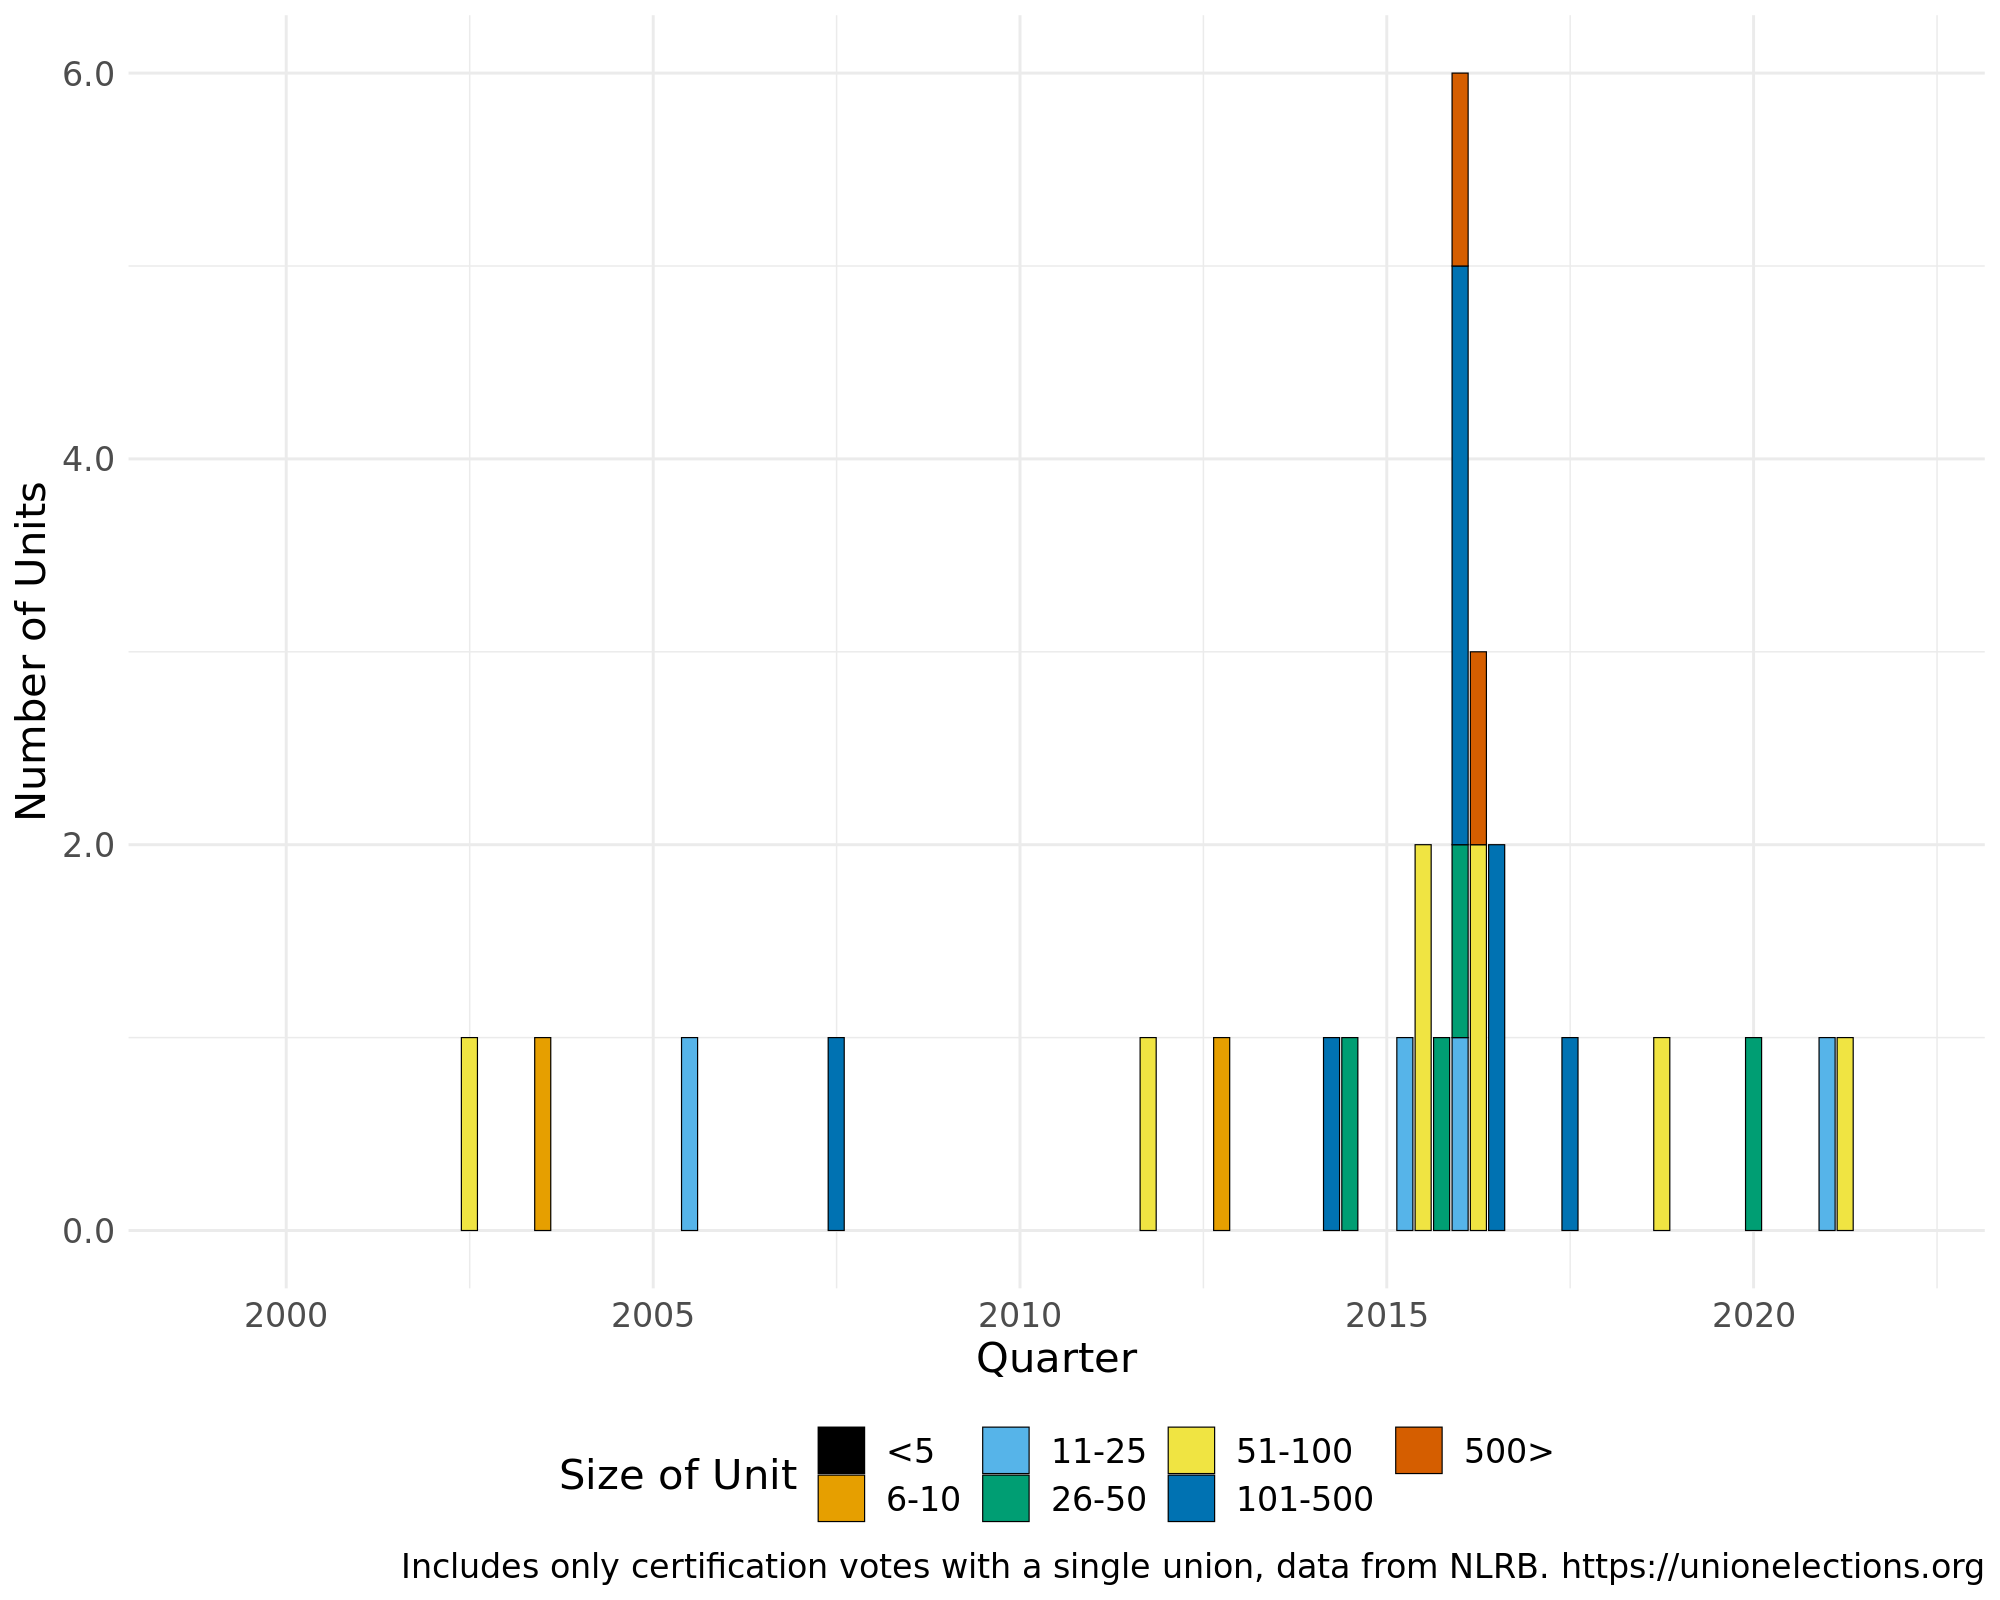 6.0
4.0
2.0
0.0
Number of Units
2000 2005 2010 2015 2020
Quarter
Size of Unit
<5 11-25 51-100 500>
6-10 26-50 101-500
Includes only certification votes with a single union, data from NLRB. https://unionelections.org